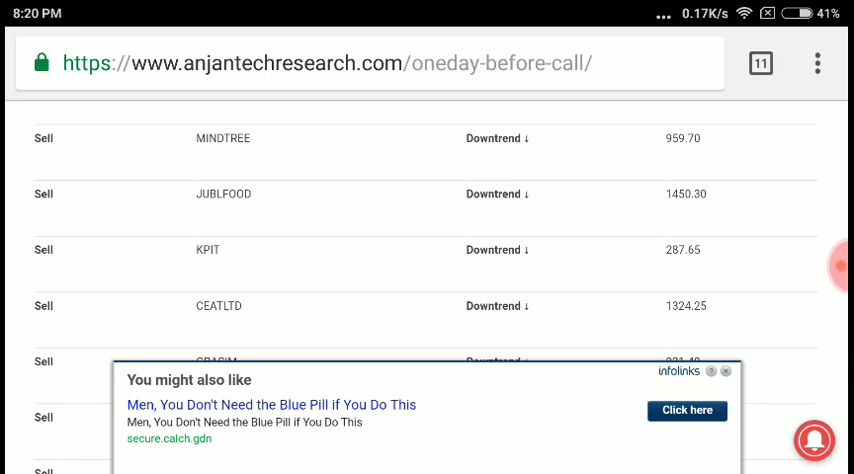 8:20 PM
... 0.17K/s 41%
https://www.anjantechresearch.com/oneday-before-call/
11
Sell MINDTREE Downtrend ↓ 959.70
Sell JUBLFOOD Downtrend ↓ 1450.30
Sell KPIT Downtrend ↓ 287.65
Sell CEATLTD Downtrend ↓ 1324.25
Sell
infolinks ? x
You might also like
Men, You Don't Need the Blue Pill if You Do This
Click here
Men, You Don't Need the Blue Pill if You Do This
Sell
secure.calch.gdn
Sell